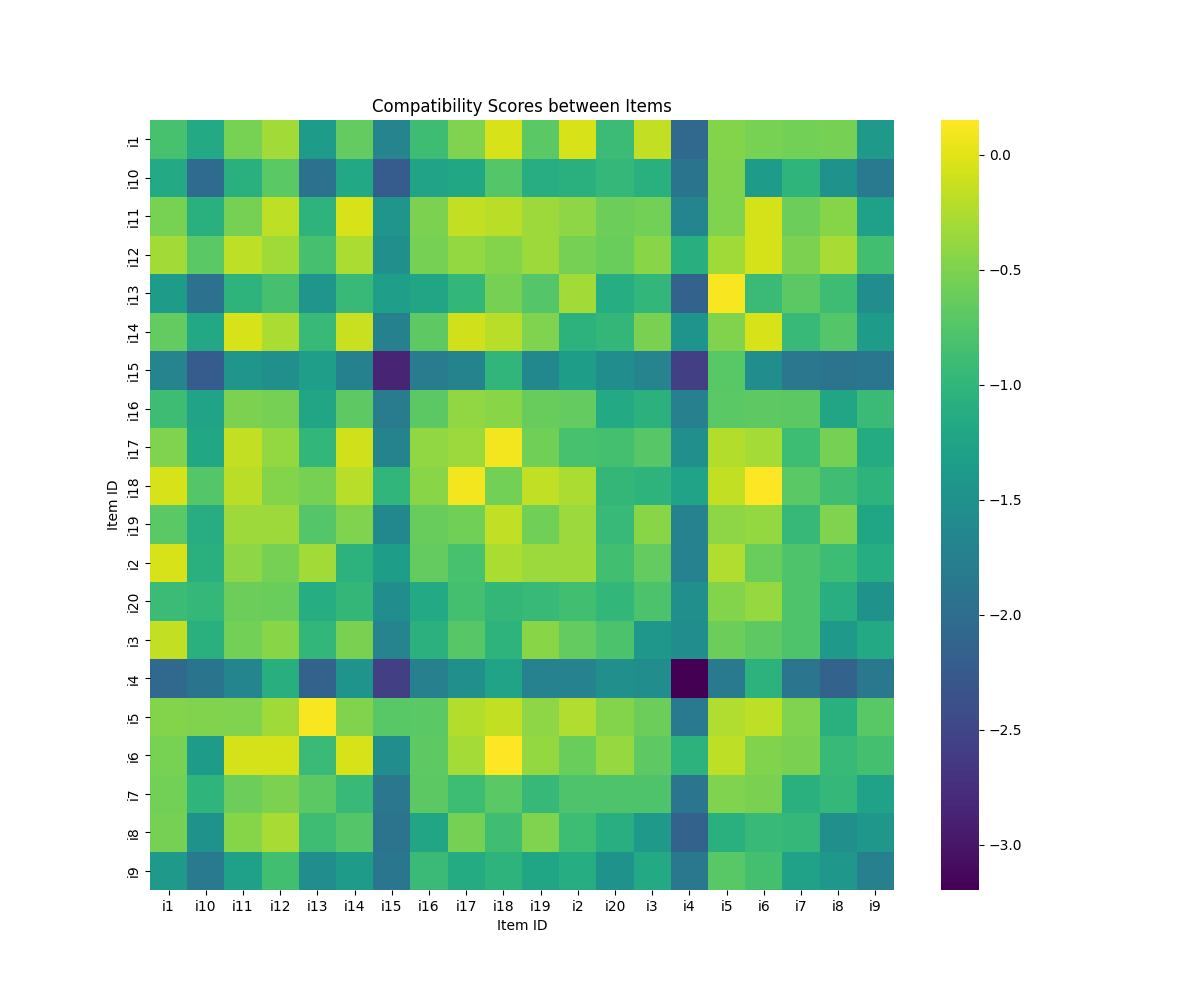 Compatibility Scores between Items
Item ID
i1
i10
i11
i12
i13
i14
i15
i16
i17
i18
i19
i2
i20
i3
i4
i5
i6
i7
i8
i9
i1 i10 i11 i12 i13 i14 i15 i16 i17 i18 i19 i2 i20 i3 i4 i5 i6 i7 i8 i9
Item ID
0.0
−0.5
−1.0
−1.5
−2.0
−2.5
−3.0